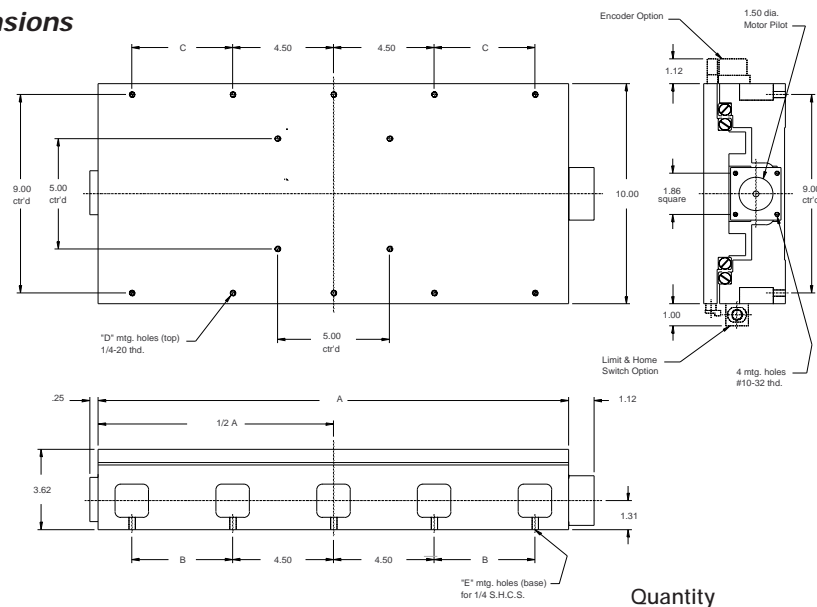 nsions
C
4.50
4.50
C
Encoder Option
1.50 dia.
Motor Pilot
1.12
9.00
ctr'd
5.00
ctr'd
10.00
1.86
square
9.00
ctr'd
"D" mtg. holes (top)
1/4-20 thd.
5.00
ctr'd
1.00
Limit & Home
Switch Option
4 mtg. holes
#10-32 thd.
.25
A
1.12
1/2 A
3.62
1.31
B
4.50
4.50
B
"E" mtg. holes (base)
for 1/4 S.H.C.S.
Quantity